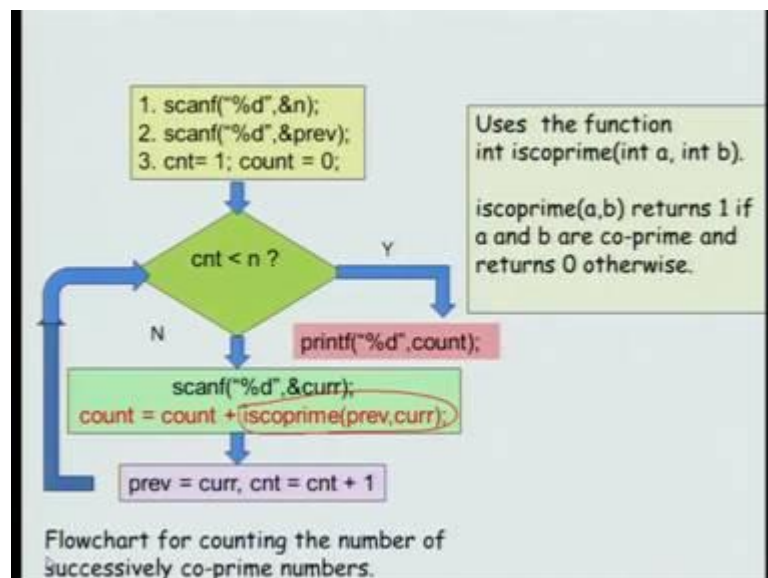 1. scanf("%d",&n);
2. scanf("%d",&prev);
3. cnt= 1; count = 0;
Uses the function
int iscoprime(int a, int b).
iscoprime(a,b) returns 1 if
a and b are co-prime and
returns 0 otherwise.
cnt < n ?
Y
N
printf("%d",count);
scanf("%d",&curr);
count = count + iscoprime(prev,curr);
prev = curr, cnt = cnt + 1
Flowchart for counting the number of
successively co-prime numbers.